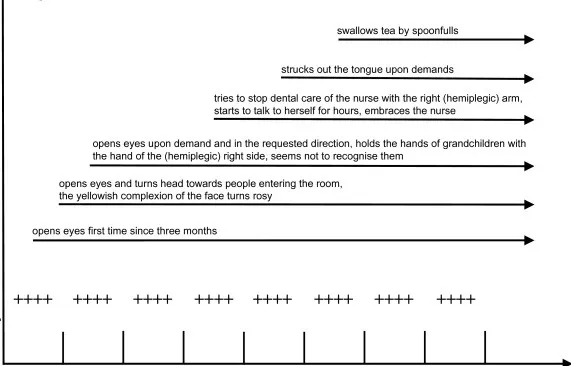 swallows tea by spoonfulls
strucks out the tongue upon demands
tries to stop dental care of the nurse with the right (hemiplegic) arm,
starts to talk to herself for hours, embraces the nurse
opens eyes upon demand and in the requested direction, holds the hands of grandchildren with
the hand of the (hemiplegic) right side, seems not to recognise them
opens eyes and turns head towards people entering the room,
the yellowish complexion of the face turns rosy
opens eyes first time since three months
++++ ++++ ++++ ++++ ++++ ++++ ++++ ++++